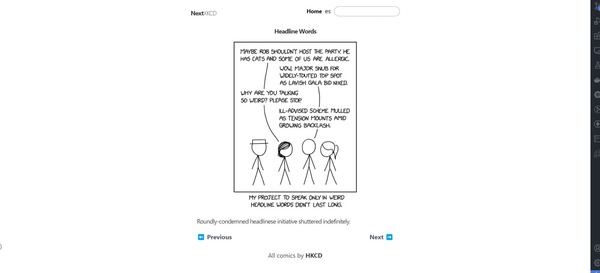 NextXKCD
Home es
Headline Words
MAYBE ROB SHOULDN'T HOST THE PARTY. HE
HAS CATS AND SOME OF US ARE ALLERGIC.
WOW, MAJOR SNUB FOR
WIDELY-TOUTED TOP SPOT
AS LAVISH GALA BID NIXED.
WHY ARE YOU TALKING
SO WEIRD? PLEASE STOP.
ILL-ADVISED SCHEME MULLED
AS TENSION MOUNTS AMID
GROWING BACKLASH.
MY PROJECT TO SPEAK ONLY IN WEIRD
HEADLINE WORDS DIDN'T LAST LONG.
Roundly-condemned headlinese initiative shuttered indefinitely.
Previous
Next
All comics by HKCD